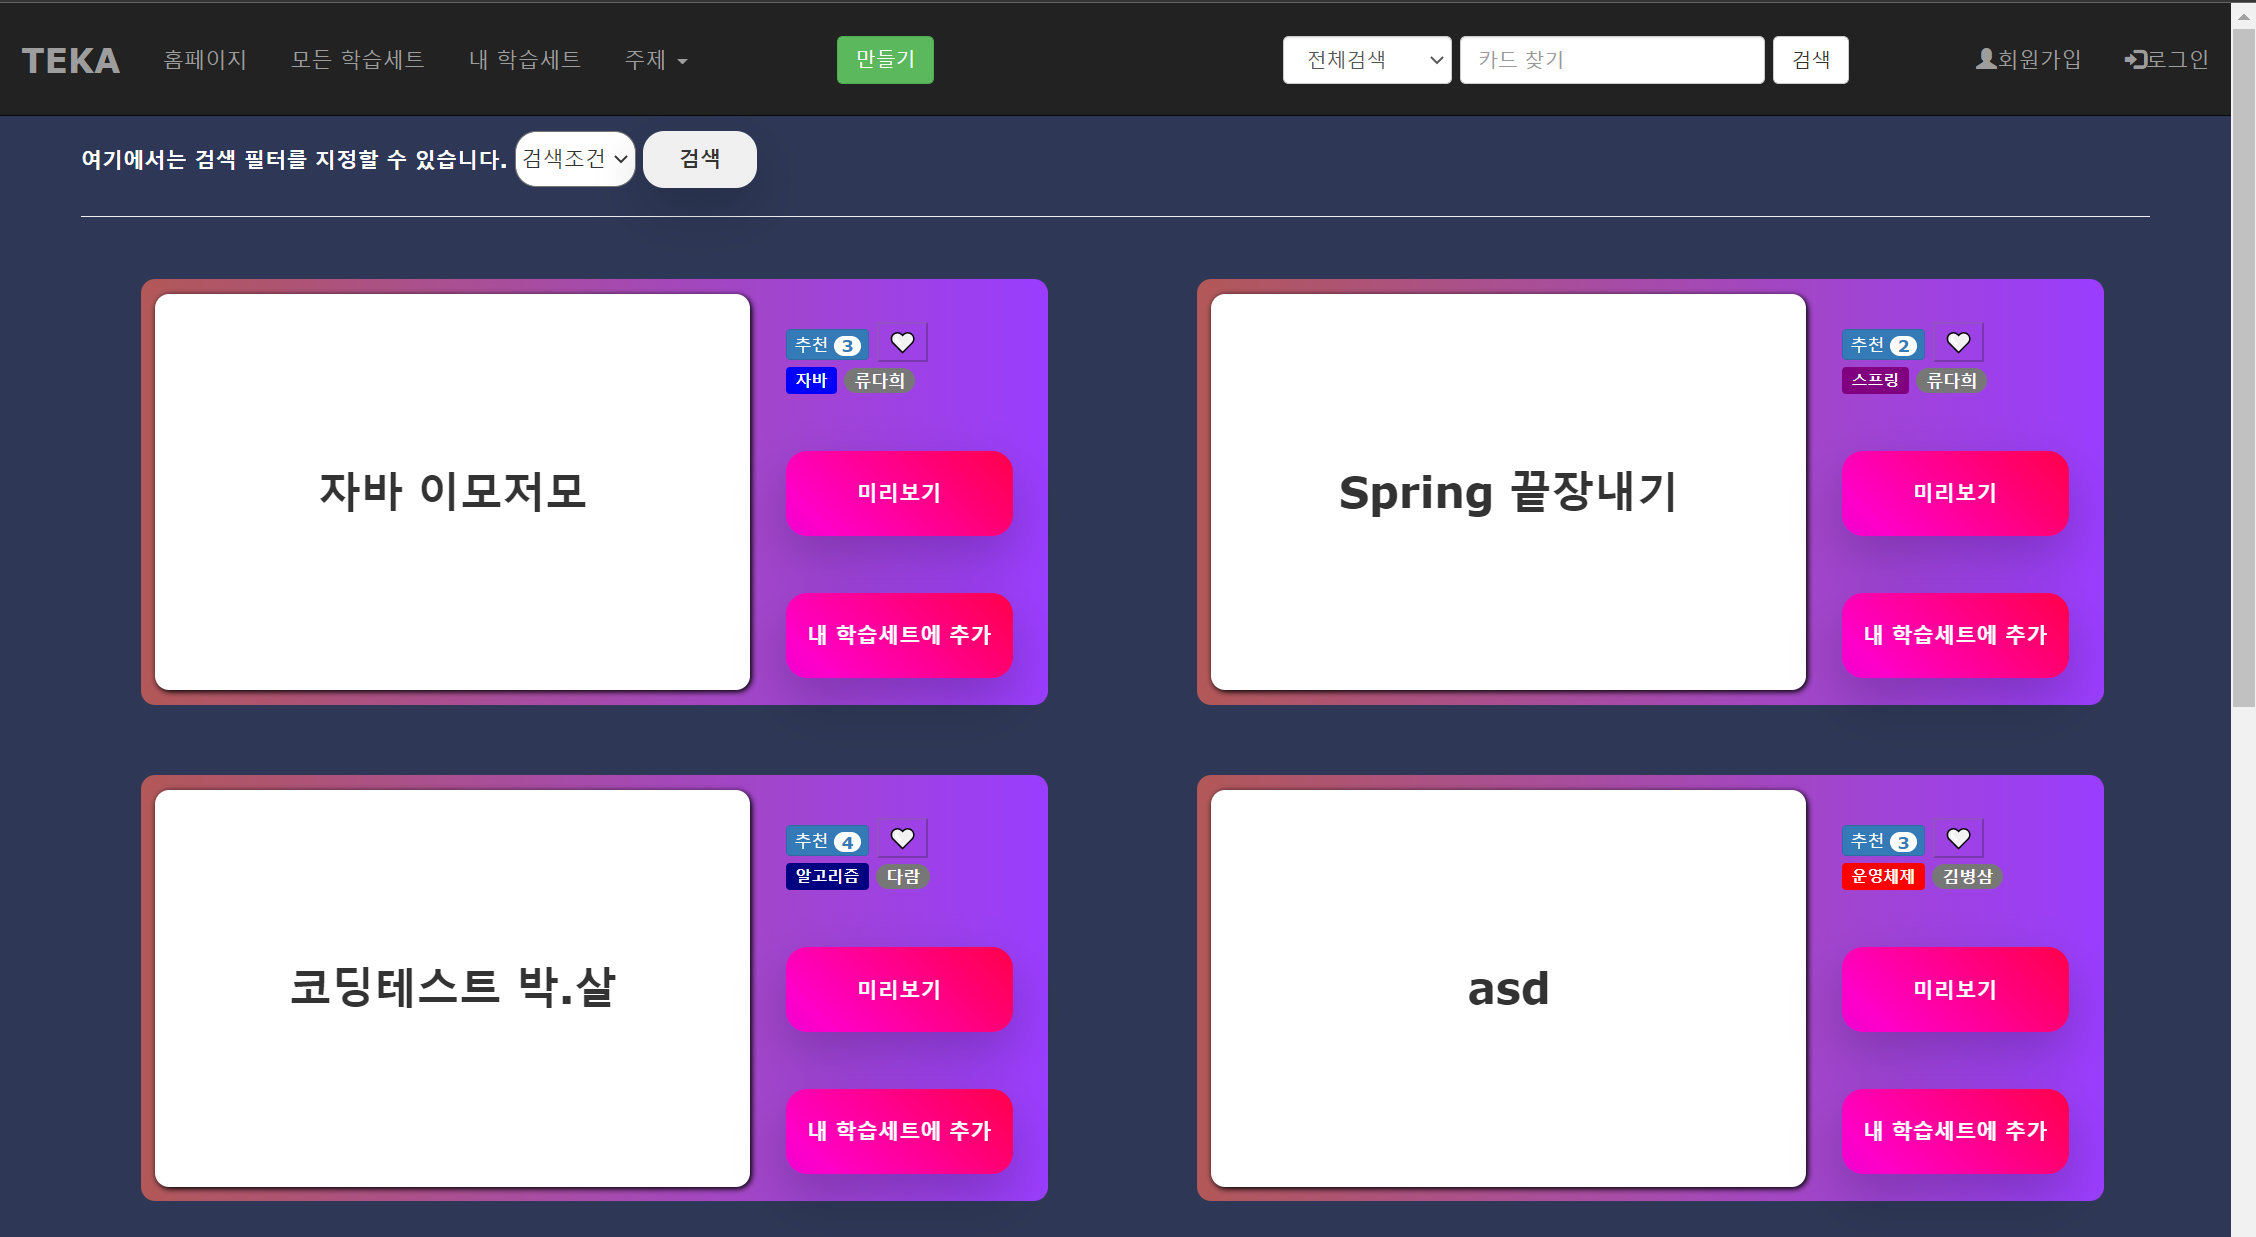 TEKA 홈페이지 모든 학습세트 내 학습세트 주제 만들기 전체검색 카드 찾기 검색 회원가입 로그인
여기에서는 검색 필터를 지정할 수 있습니다. 검색조건 검색
자바 이모저모
추천 3
자바 류다희
미리보기
내 학습세트에 추가
Spring 끝장내기
추천 2
스프링 류다희
미리보기
내 학습세트에 추가
코딩테스트 박.살
추천 4
알고리즘 다람
미리보기
내 학습세트에 추가
asd
추천 3
운영체제 김병삼
미리보기
내 학습세트에 추가